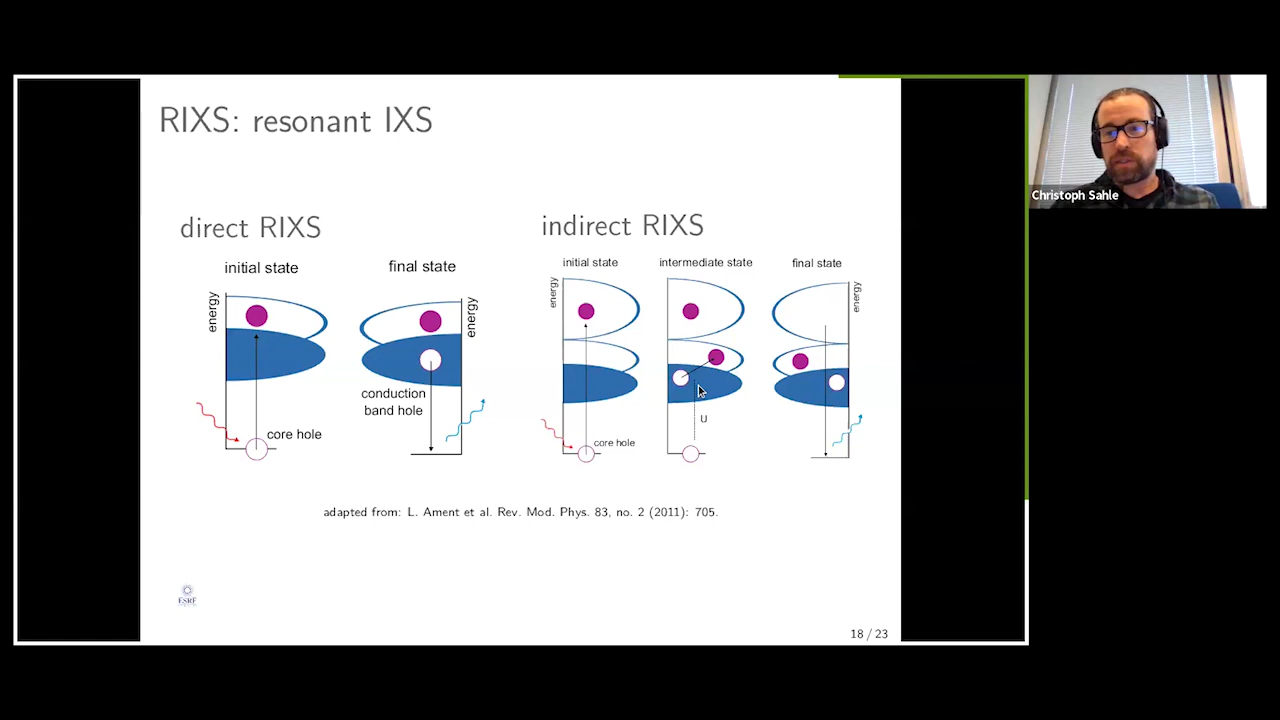 RIXS: resonant IXS
direct RIXS
initial state
final state
energy
energy
conduction
band hole
core hole
indirect RIXS
initial state
intermediate state
final state
energy
energy
U
core hole
adapted from: L. Ament et al. Rev. Mod. Phys. 83, no. 2 (2011): 705.
ESRF
18 / 23
Christoph Sahle